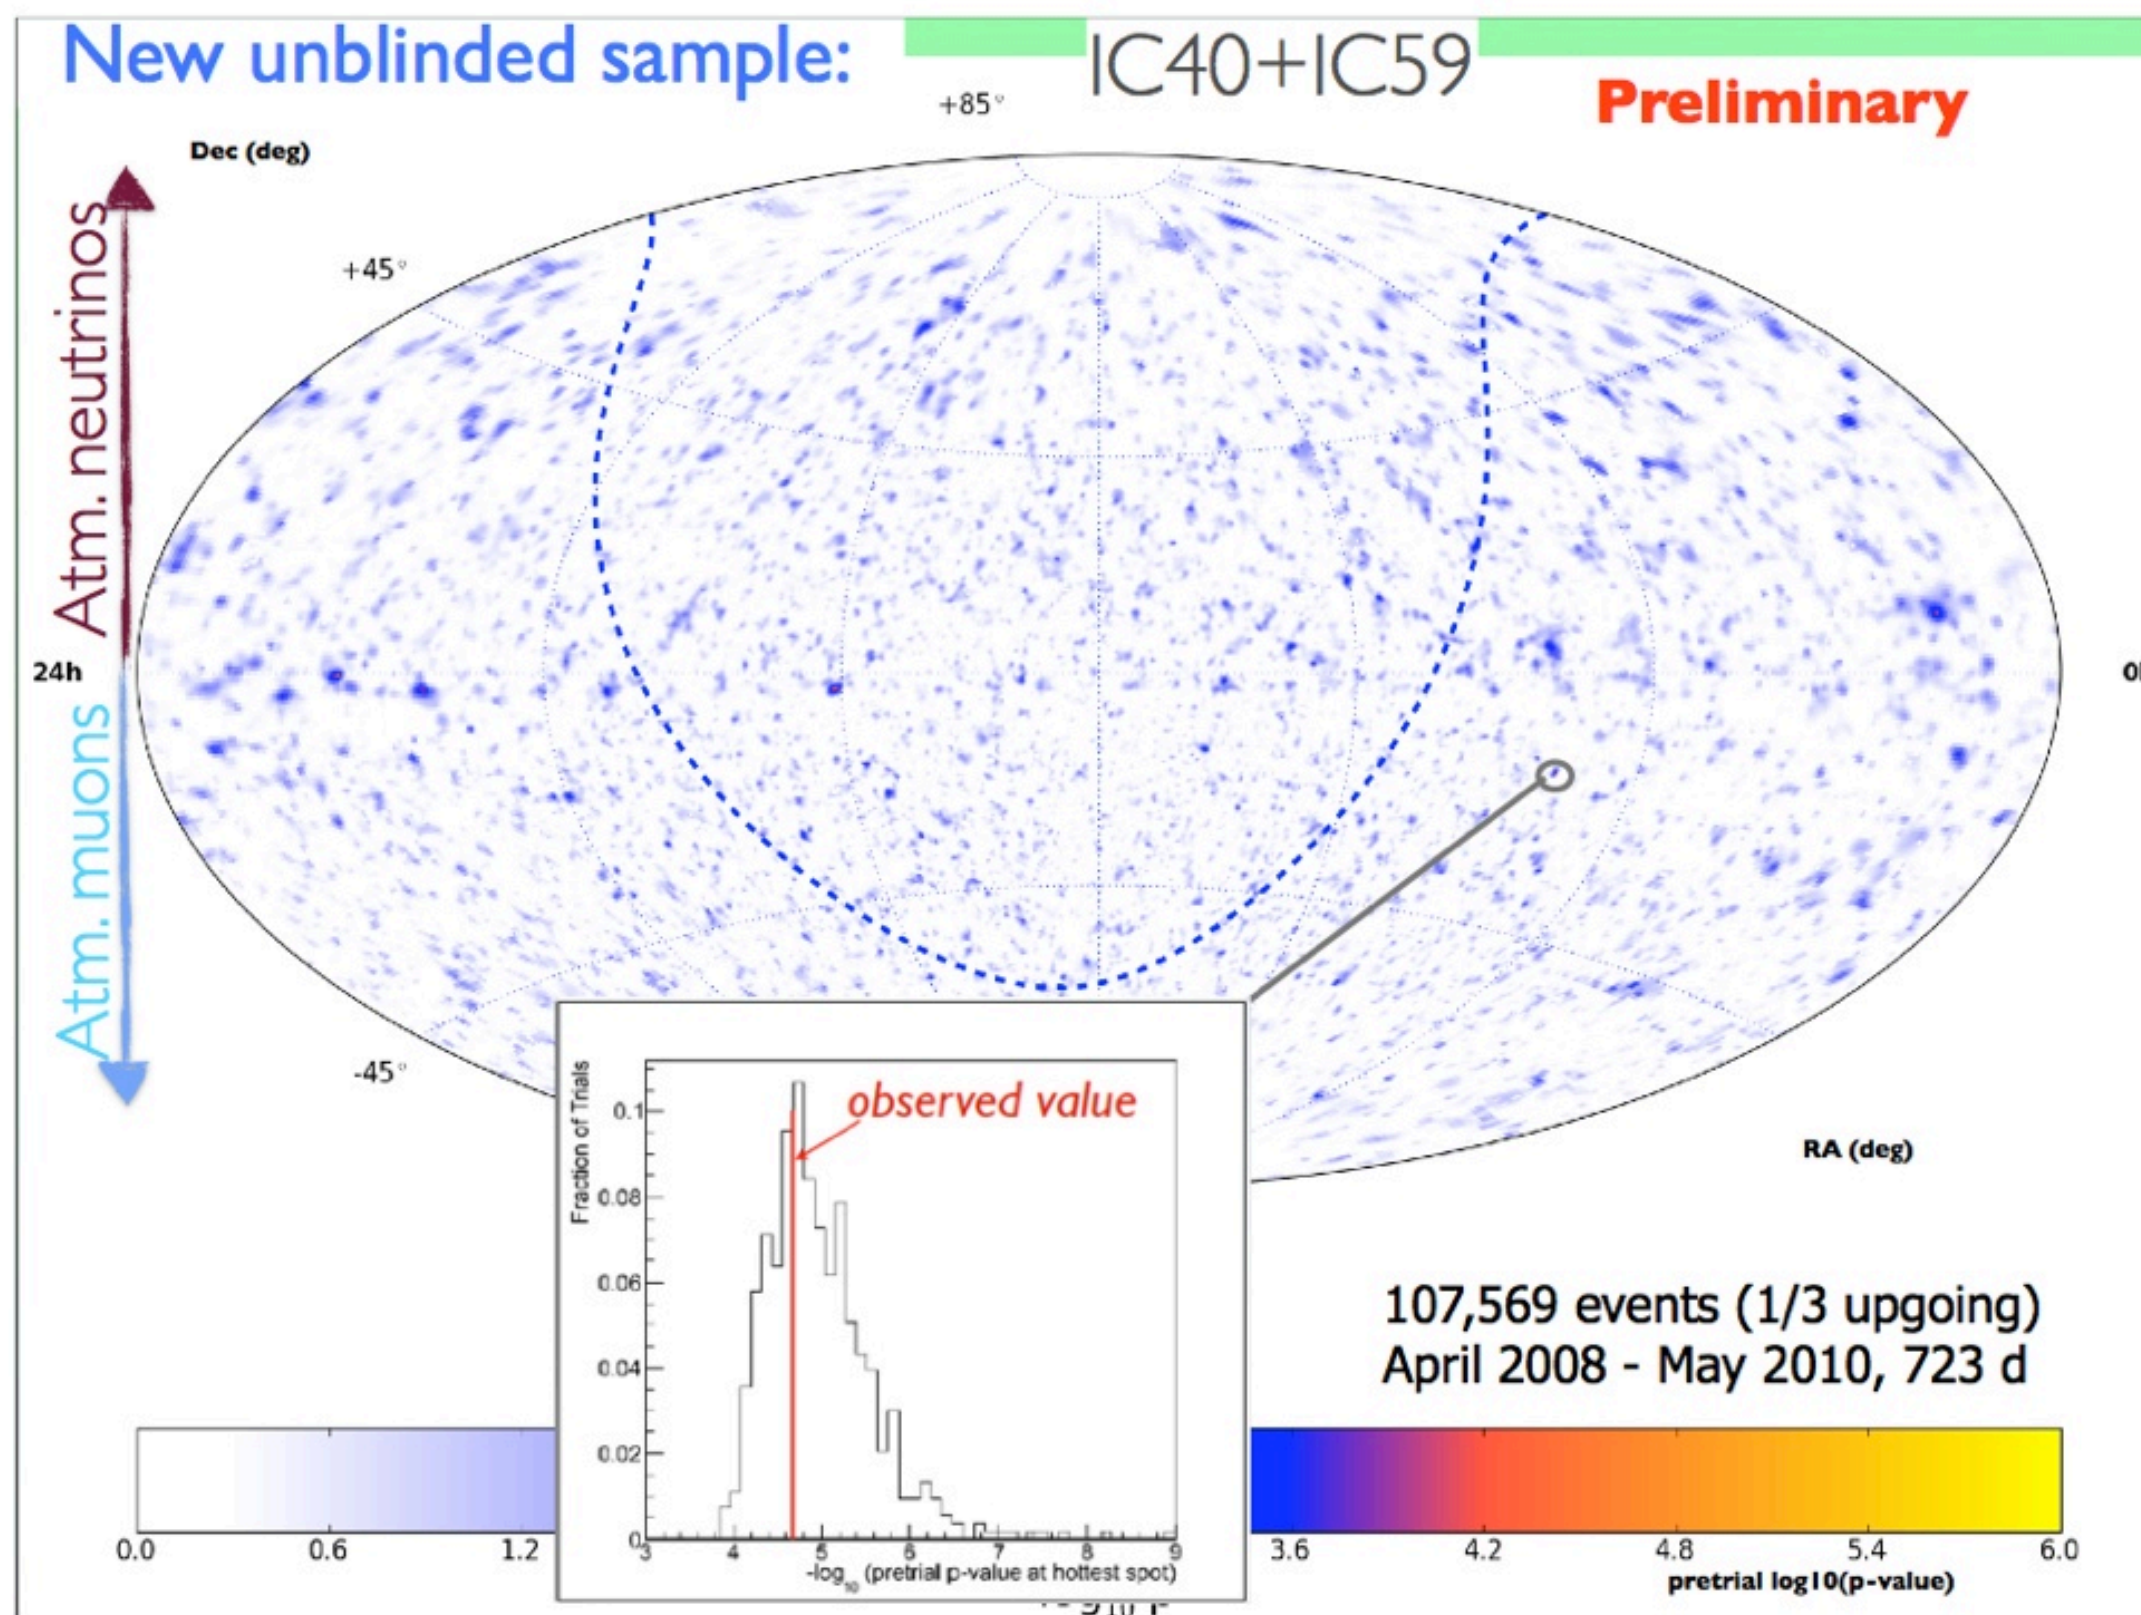 New unblinded sample:
IC40+IC59
Preliminary
+85°
Dec (deg)
+45°
Atm. neutrinos
24h
Atm. muons
-45°
RA (deg)
observed value
Fraction of Trials
0.1
0.08
0.06
0.04
0.02
0
3 4 5 6 7 8 9
-log10 (pretrial p-value at hottest spot)
107,569 events (1/3 upgoing)
April 2008 - May 2010, 723 d
0.0 0.6 1.2 3.6 4.2 4.8 5.4 6.0
pretrial log10(p-value)